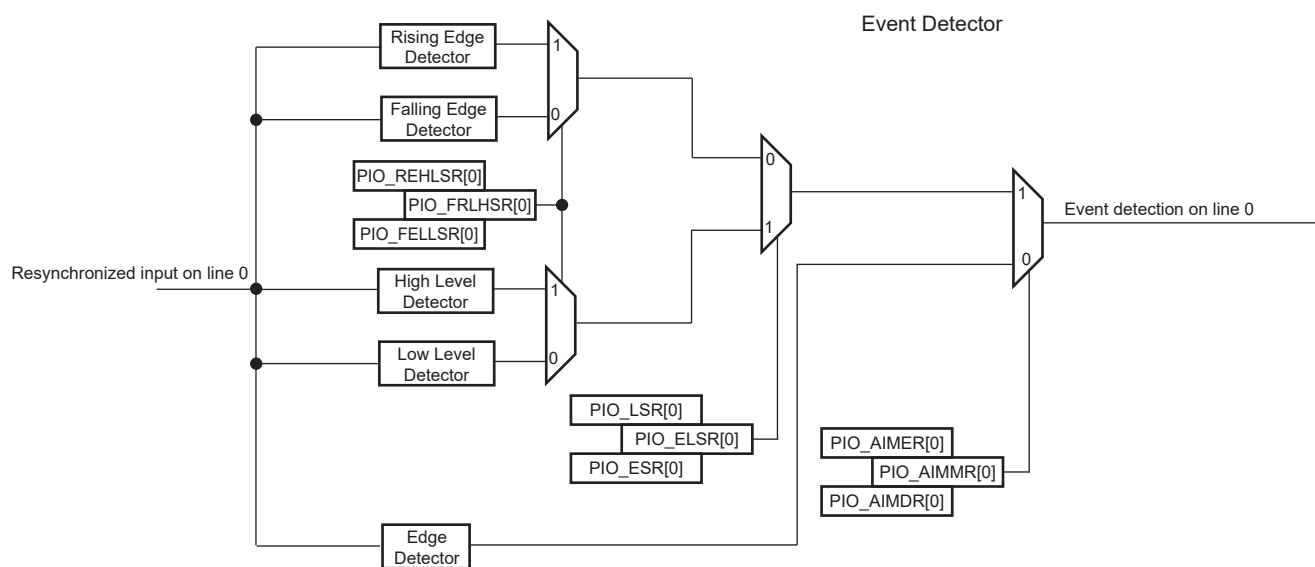 Event Detector
Rising Edge
Detector
1
Falling Edge
Detector
0
0
PIO_REHLSR[0]
PIO_FRLHSR[0]
PIO_FELLSR[0]
1
1
Event detection on line 0
0
Resynchronized input on line 0
High Level
Detector
1
Low Level
Detector
0
PIO_LSR[0]
PIO_ELSR[0]
PIO_ESR[0]
PIO_AIMER[0]
PIO_AIMMR[0]
PIO_AIMDR[0]
Edge
Detector